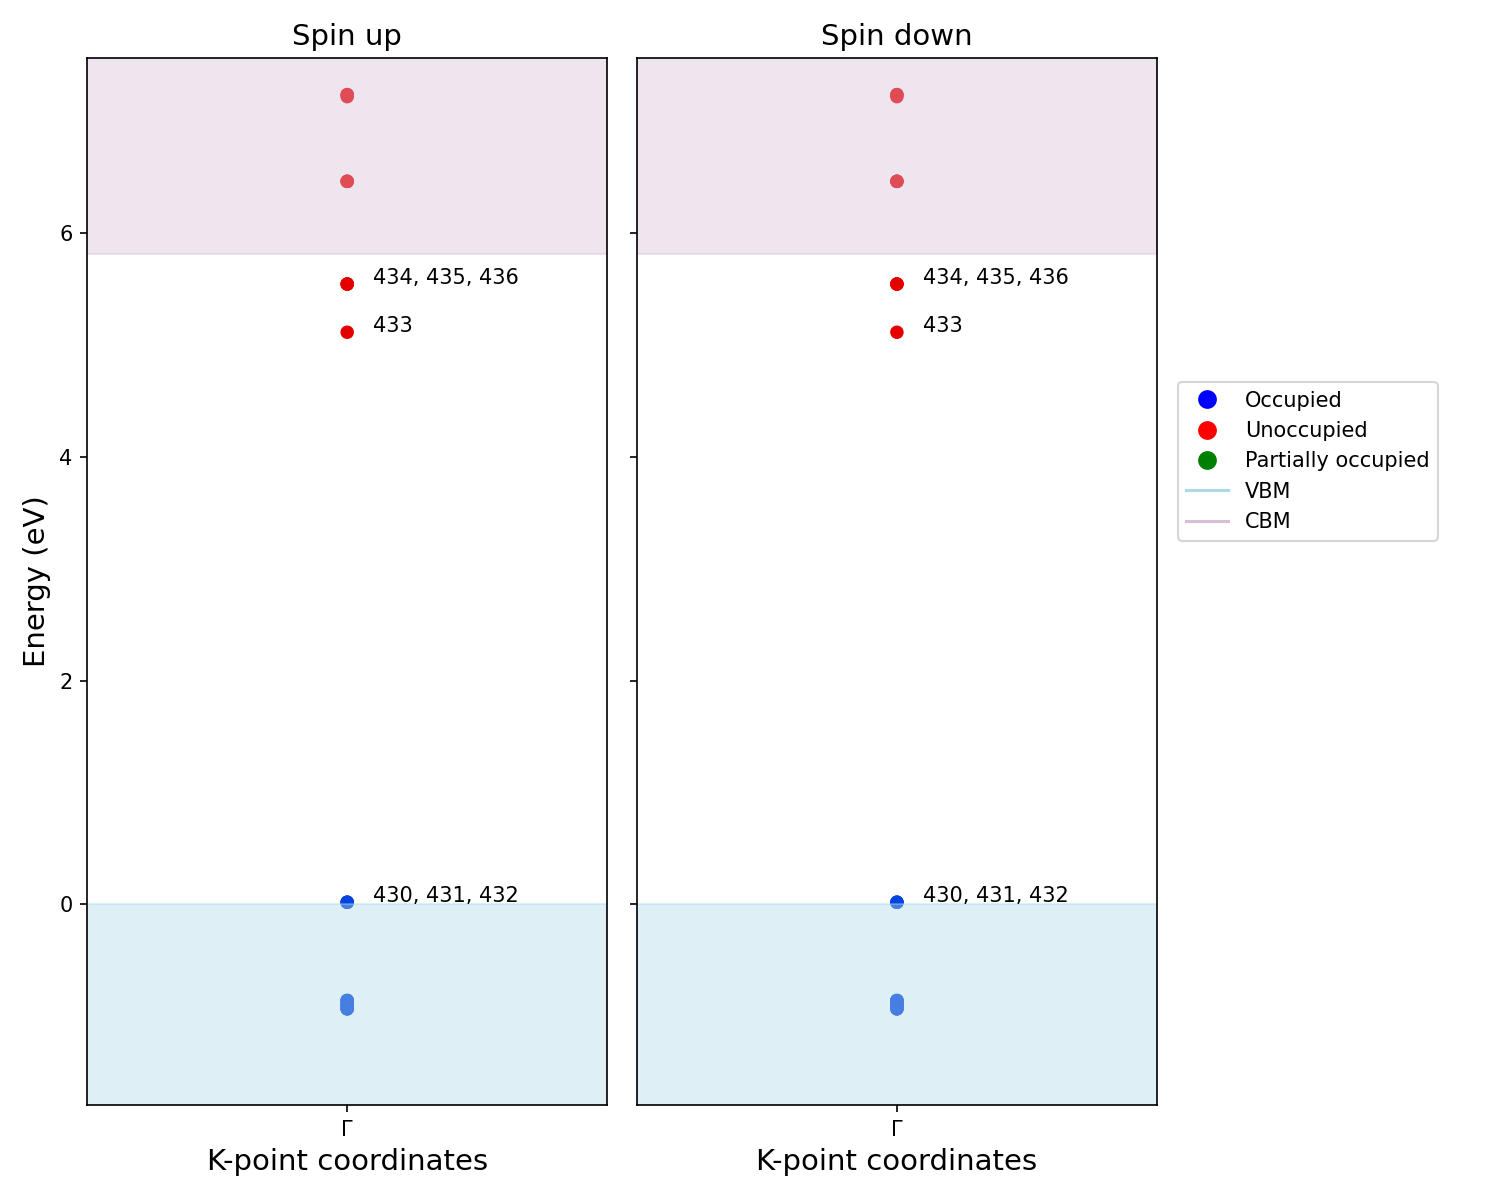 Spin up
Spin down
Energy (eV)
6
4
2
0
434, 435, 436
433
430, 431, 432
434, 435, 436
433
430, 431, 432
Γ
Γ
K-point coordinates
K-point coordinates
Occupied
Unoccupied
Partially occupied
VBM
CBM